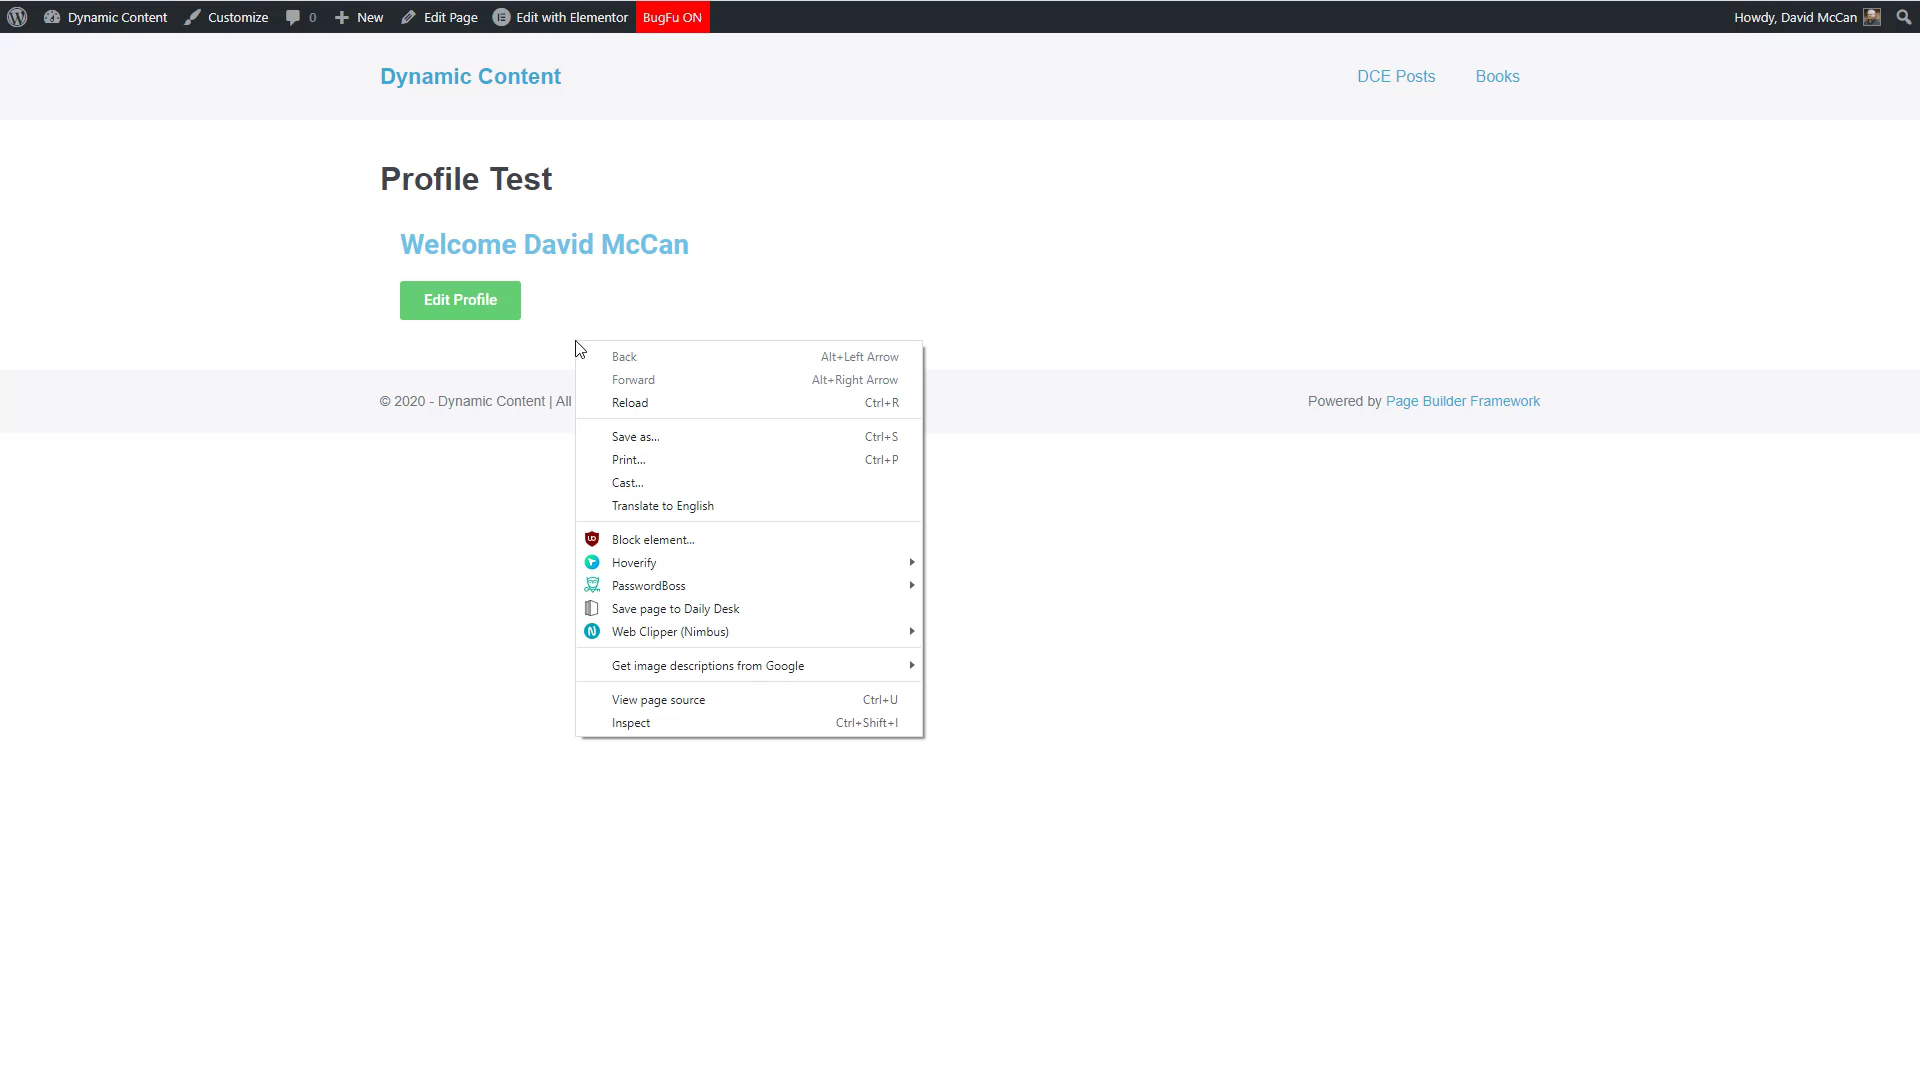 Dynamic Content Customize 0 New Edit Page Edit with Elementor BugFu ON Howdy, David McCan
Dynamic Content DCE Posts Books
Profile Test
Welcome David McCan
Edit Profile
Back Alt+Left Arrow
Forward Alt+Right Arrow
© 2020 - Dynamic Content | All Reload Ctrl+R Powered by Page Builder Framework
Save as... Ctrl+S
Print... Ctrl+P
Cast...
Translate to English
Block element...
Hoverify
PasswordBoss
Save page to Daily Desk
Web Clipper (Nimbus)
Get image descriptions from Google
View page source Ctrl+U
Inspect Ctrl+Shift+I